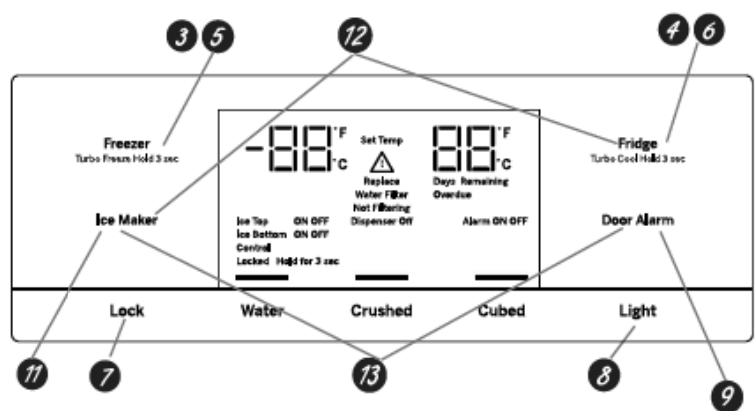 3 5 12 4 6
Freezer
Turbo Freeze Hold 3 sec
-88 °F °C
Set Temp
88 °F °C
Fridge
Turbo Cool Hold 3 sec
Replace
Water Filter
Not Filtering
Dispenser Off
Days Remaining
Overdue
Ice Maker
Ice Top ON OFF
Ice Bottom ON OFF
Control
Locked Hold for 3 sec
Alarm ON OFF
Door Alarm
Lock Water Crushed Cubed Light
11 7 13 8 9